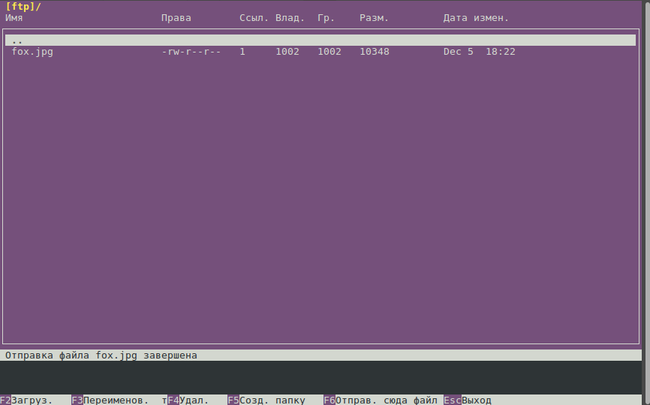 [ftp]/
Имя Права Ссыл. Влад. Гр. Разм. Дата измен.
..
fox.jpg -rw-r--r-- 1 1002 1002 10348 Dec 5 18:22
Отправка файла fox.jpg завершена
F2Загруз. F3Переименов. тF4Удал. F5Созд. папку F6Отправ. сюда файл EscВыход